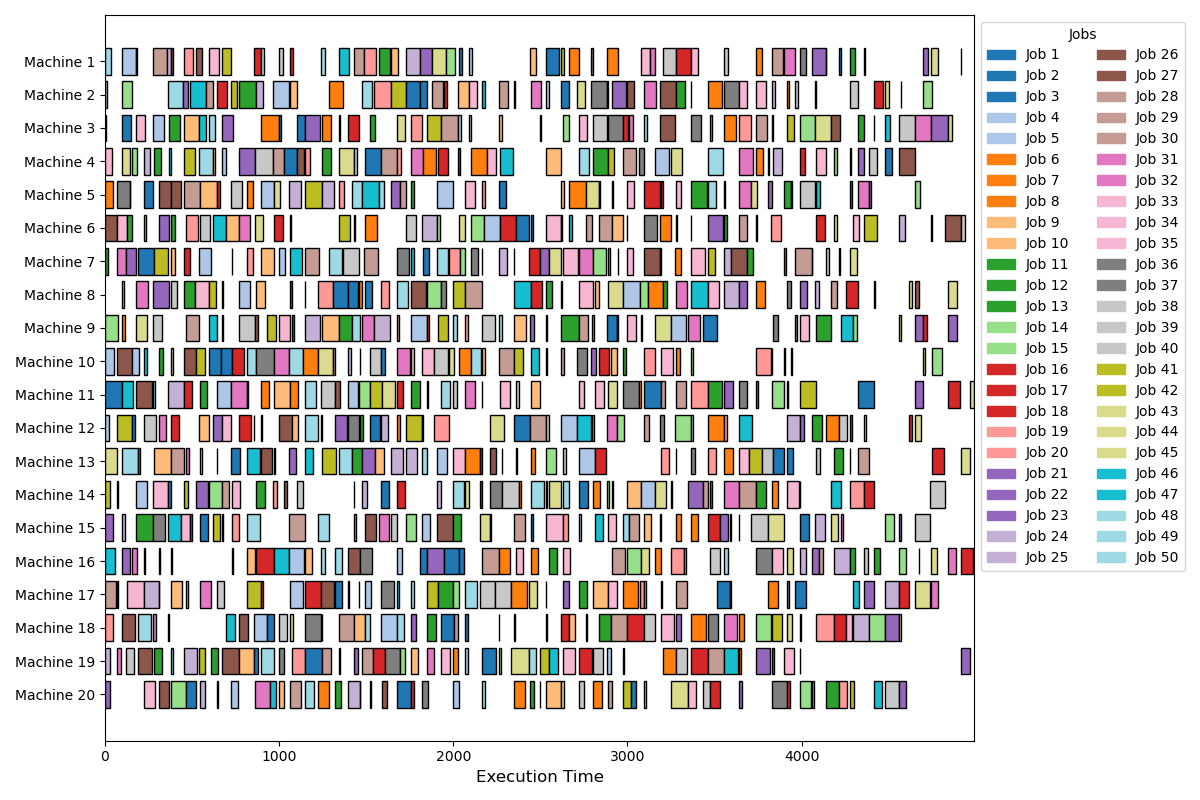 Machine 1
Machine 2
Machine 3
Machine 4
Machine 5
Machine 6
Machine 7
Machine 8
Machine 9
Machine 10
Machine 11
Machine 12
Machine 13
Machine 14
Machine 15
Machine 16
Machine 17
Machine 18
Machine 19
Machine 20
0 1000 2000 3000 4000
Execution Time
Jobs
Job 1
Job 2
Job 3
Job 4
Job 5
Job 6
Job 7
Job 8
Job 9
Job 10
Job 11
Job 12
Job 13
Job 14
Job 15
Job 16
Job 17
Job 18
Job 19
Job 20
Job 21
Job 22
Job 23
Job 24
Job 25
Job 26
Job 27
Job 28
Job 29
Job 30
Job 31
Job 32
Job 33
Job 34
Job 35
Job 36
Job 37
Job 38
Job 39
Job 40
Job 41
Job 42
Job 43
Job 44
Job 45
Job 46
Job 47
Job 48
Job 49
Job 50